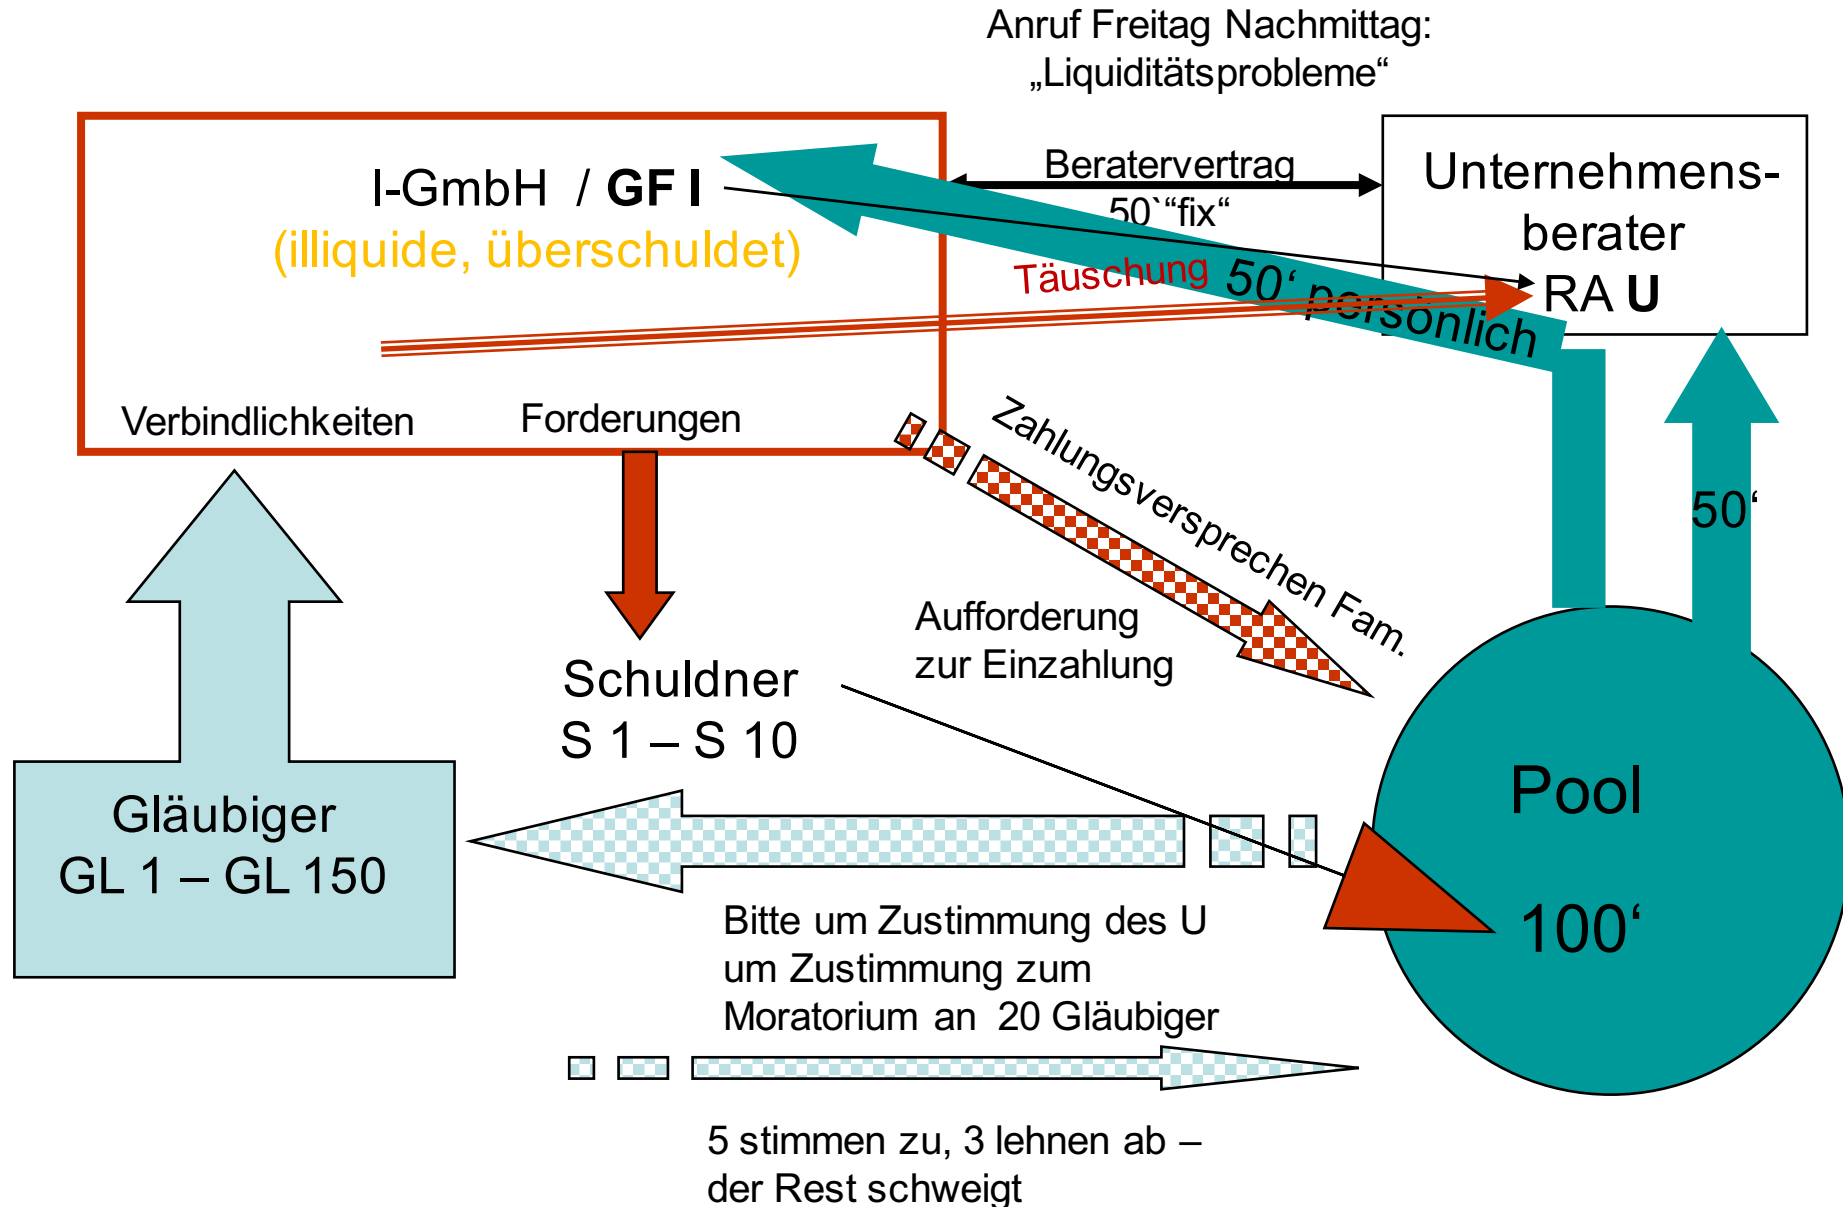 Anruf Freitag Nachmittag:
„Liquiditätsprobleme“
I-GmbH / GF I
(illiquide, überschuldet)
Beratervertrag
50`“fix“
Unternehmens-
berater
RA U
Täuschung
50‘ persönlich
Verbindlichkeiten
Forderungen
Zahlungsversprechen Fam.
50‘
Aufforderung
zur Einzahlung
Schuldner
S 1 – S 10
Gläubiger
GL 1 – GL 150
Pool
100‘
Bitte um Zustimmung des U
um Zustimmung zum
Moratorium an 20 Gläubiger
5 stimmen zu, 3 lehnen ab –
der Rest schweigt